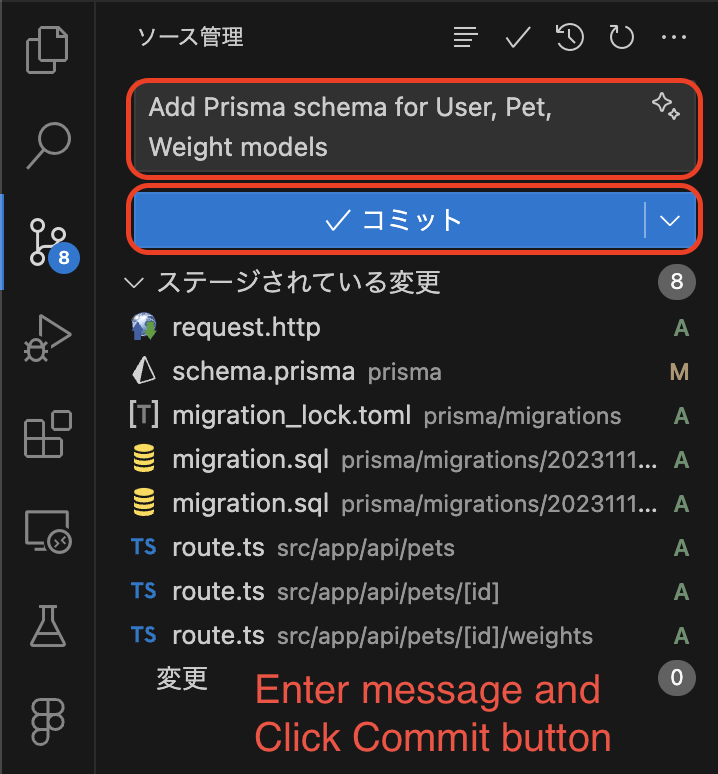 ソース管理
Add Prisma schema for User, Pet,
Weight models
コミット
8
ステージされている変更 8
request.http A
schema.prisma prisma M
[T] migration_lock.toml prisma/migrations A
migration.sql prisma/migrations/2023111... A
migration.sql prisma/migrations/2023111... A
TS route.ts src/app/api/pets A
TS route.ts src/app/api/pets/[id] A
TS route.ts src/app/api/pets/[id]/weights A
変更 0
Enter message and
Click Commit button